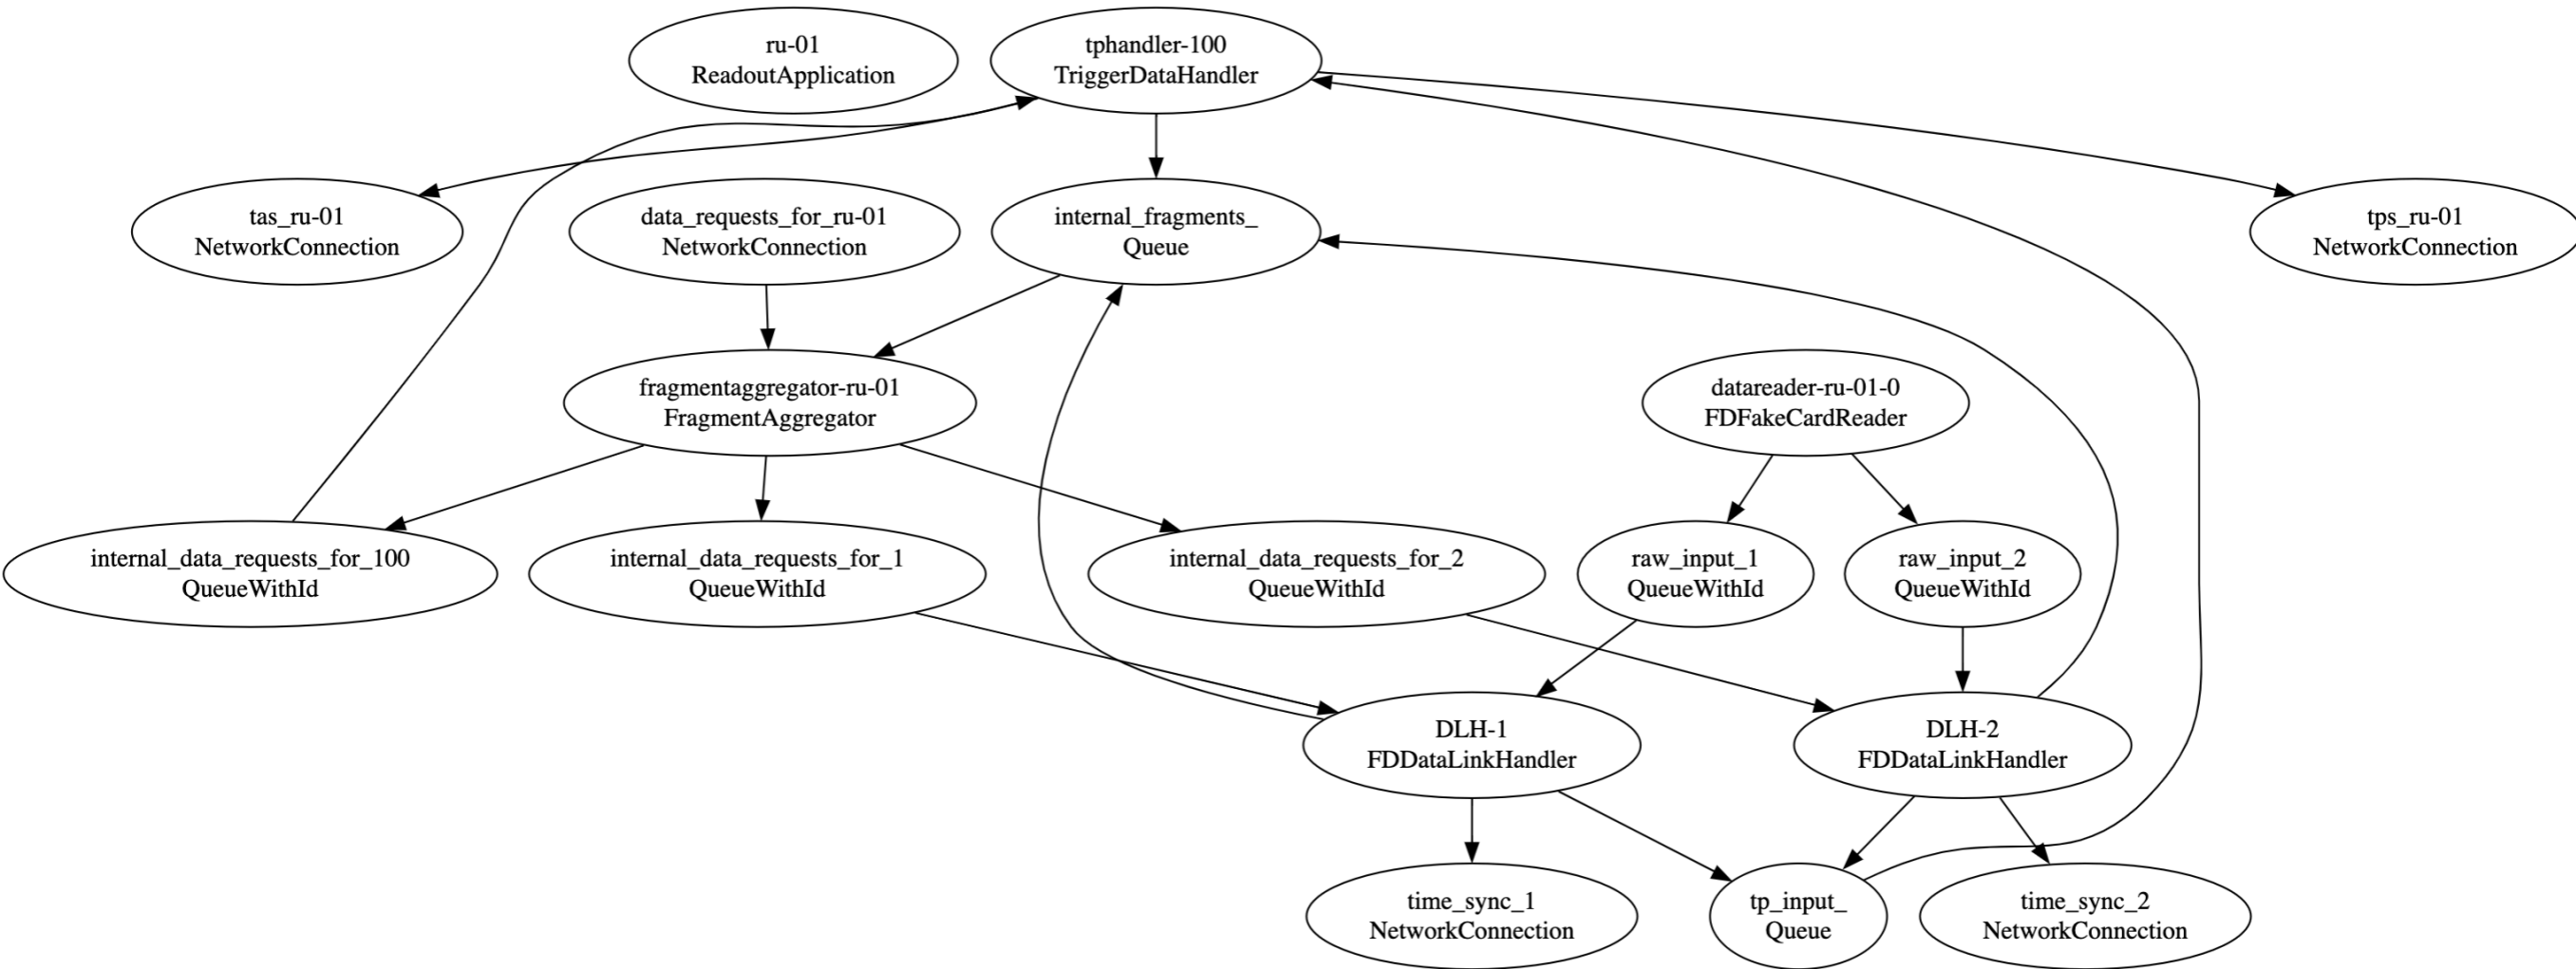 ru-01
ReadoutApplication
tphandler-100
TriggerDataHandler
tas_ru-01
NetworkConnection
data_requests_for_ru-01
NetworkConnection
internal_fragments_
Queue
tps_ru-01
NetworkConnection
fragmentaggregator-ru-01
FragmentAggregator
datareader-ru-01-0
FDFakeCardReader
internal_data_requests_for_100
QueueWithId
internal_data_requests_for_1
QueueWithId
internal_data_requests_for_2
QueueWithId
raw_input_1
QueueWithId
raw_input_2
QueueWithId
DLH-1
FDDataLinkHandler
DLH-2
FDDataLinkHandler
time_sync_1
NetworkConnection
tp_input_
Queue
time_sync_2
NetworkConnection